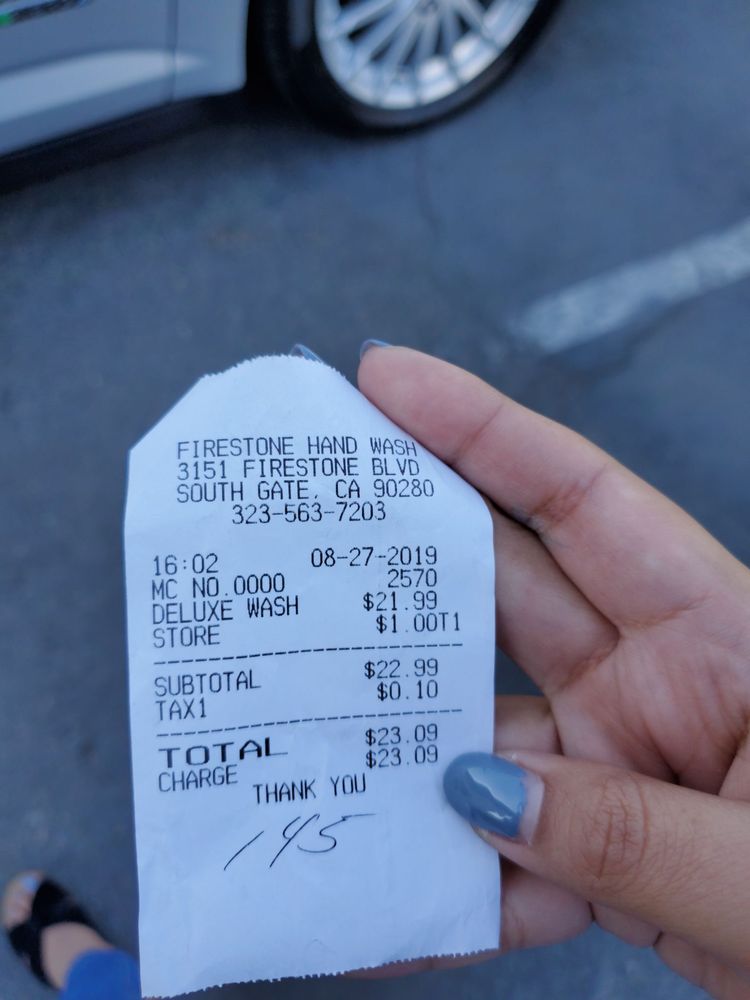 FIRESTONE HAND WASH
3151 FIRESTONE BLVD
SOUTH GATE, CA 90280
323-563-7203
16:02 08-27-2019
MC NO.0000 2570
DELUXE WASH $21.99
STORE $1.00T1
SUBTOTAL $22.99
TAX1 $0.10
TOTAL $23.09
CHARGE $23.09
THANK YOU
145